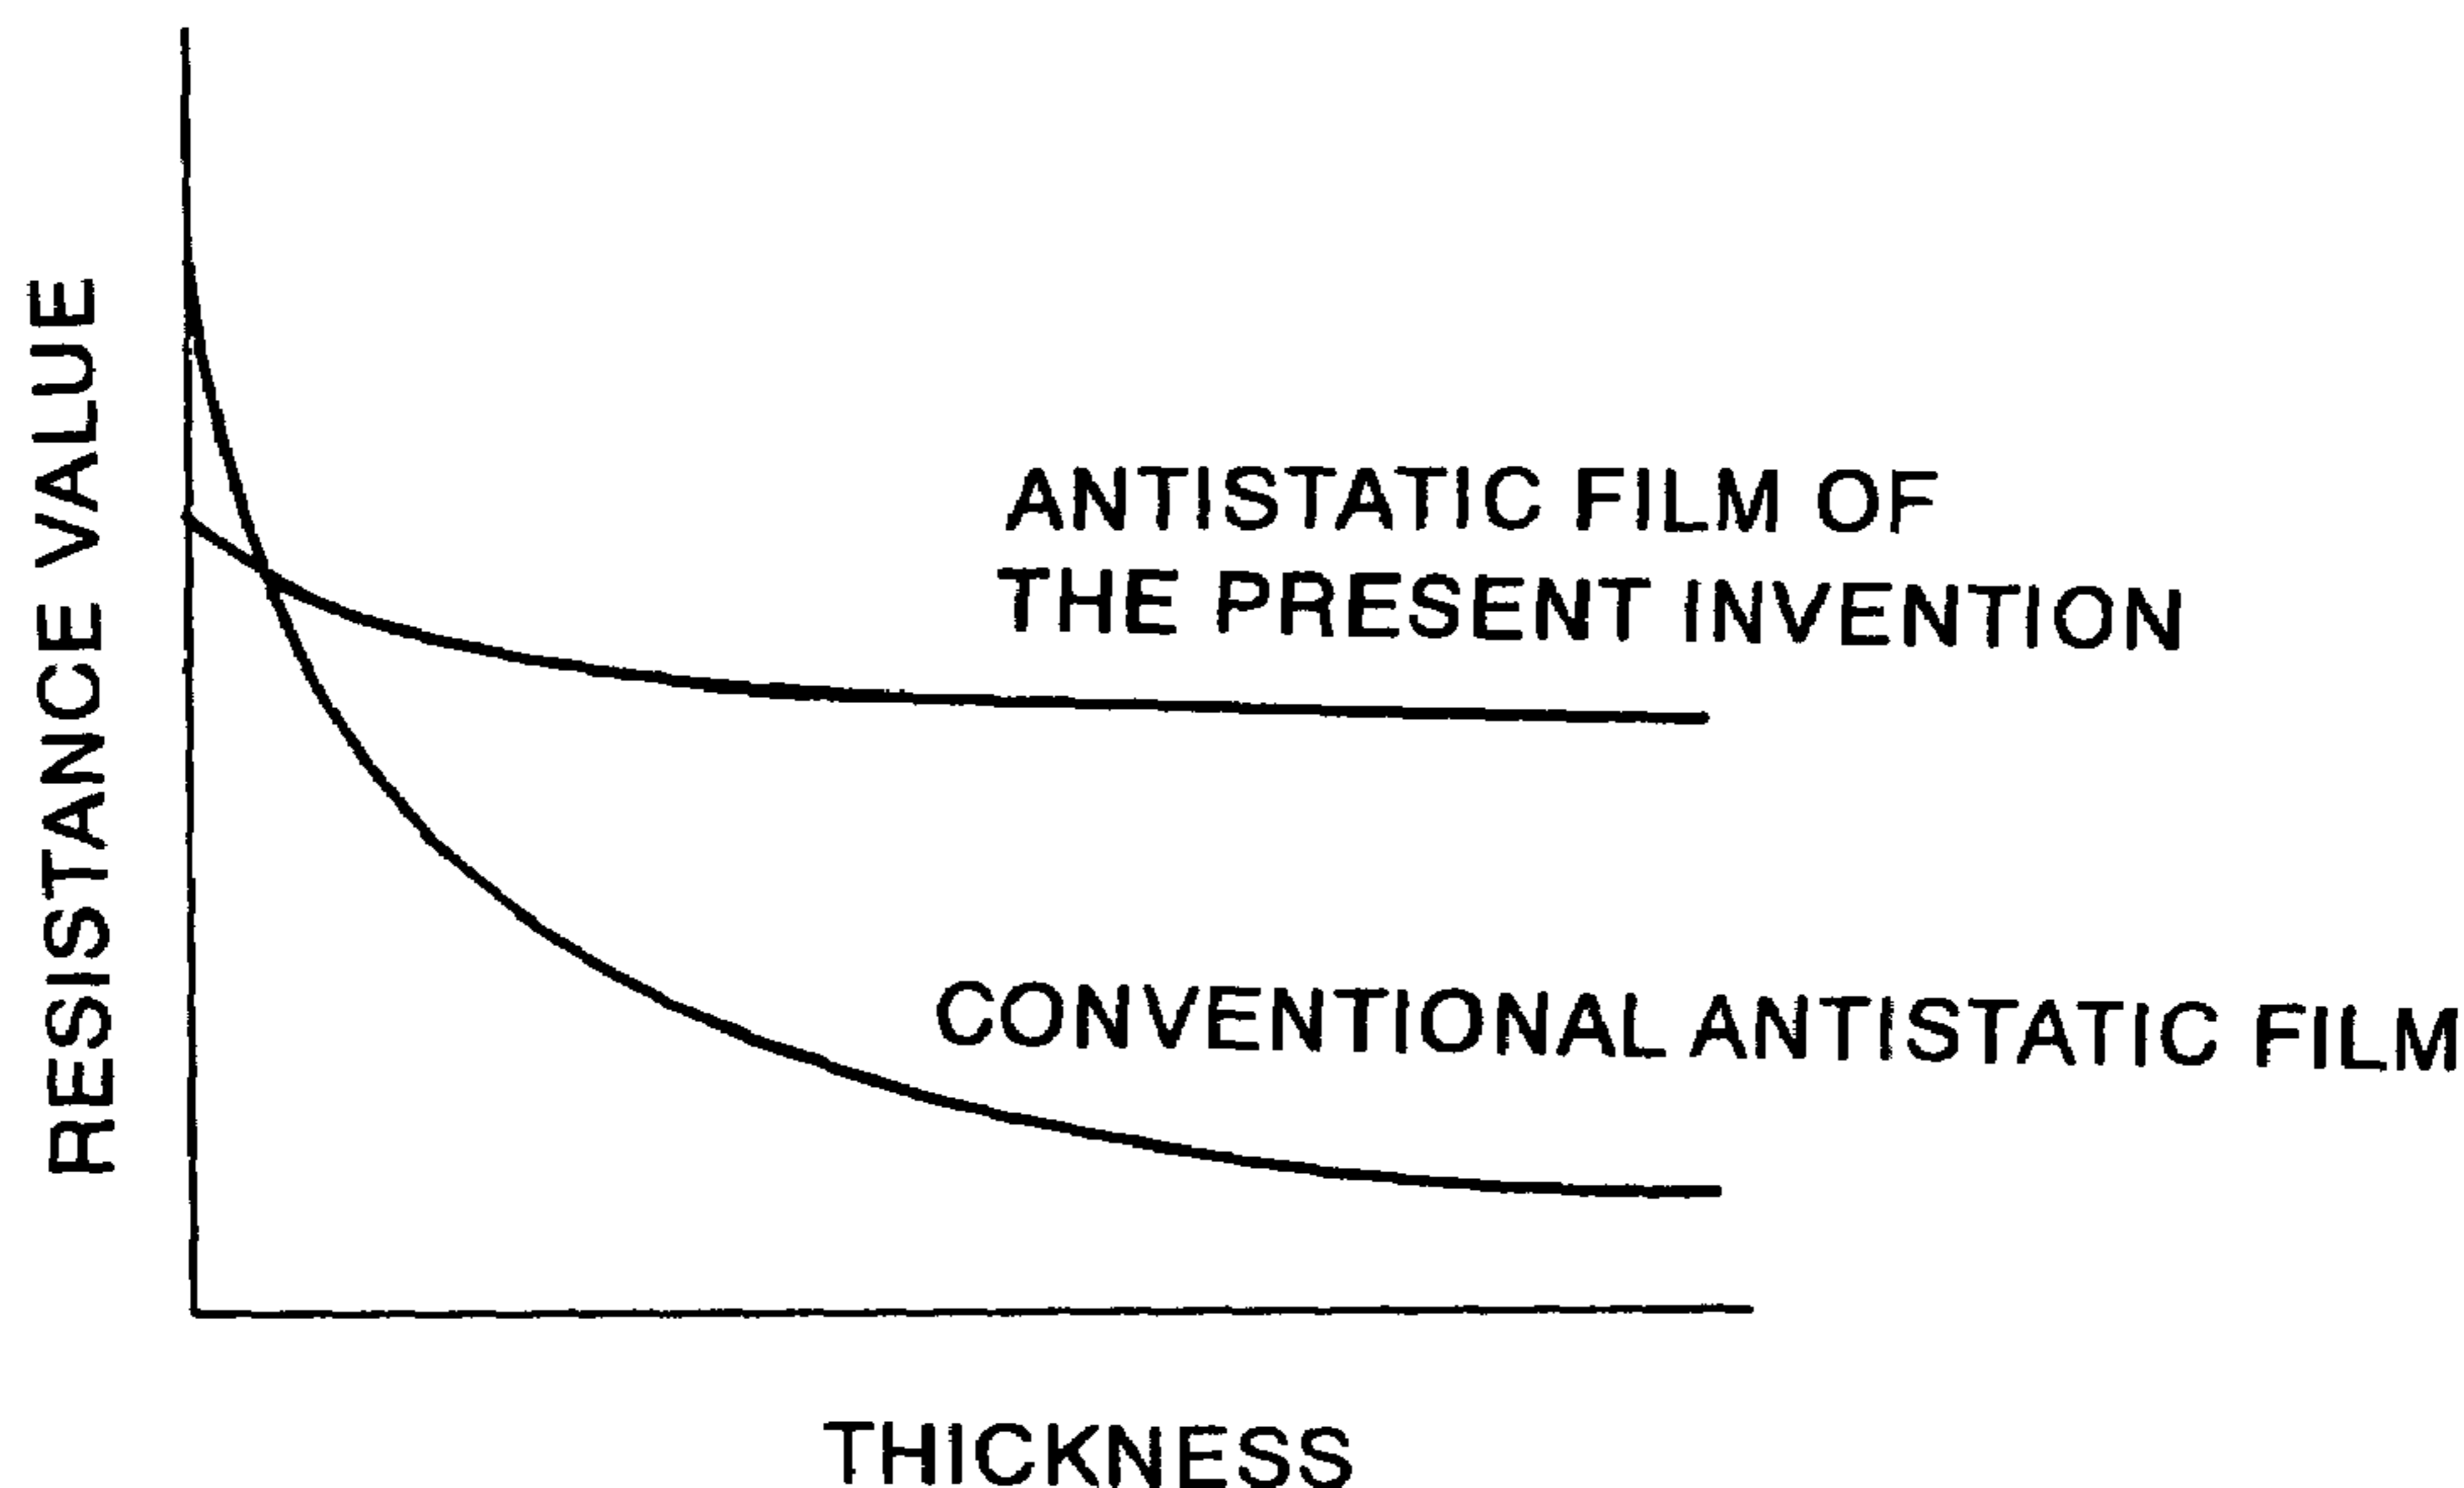 RESISTANCE VALUE
ANTISTATIC FILM OF
THE PRESENT INVENTION
CONVENTIONAL ANTISTATIC FILM
THICKNESS